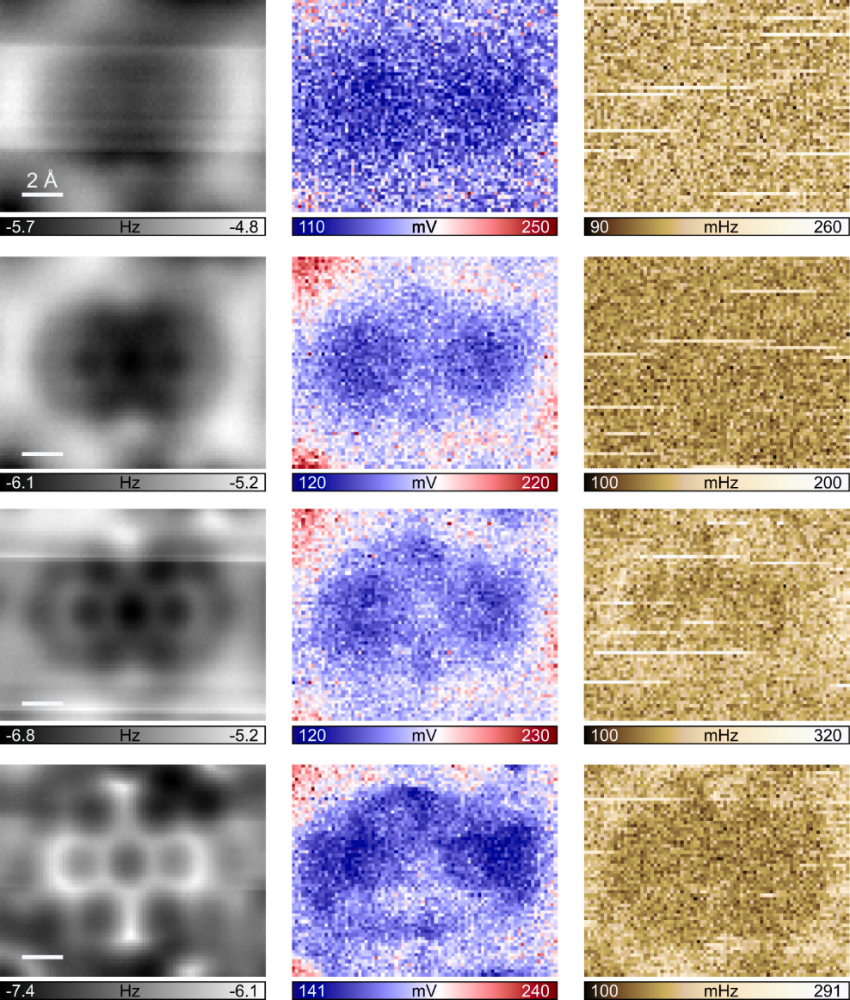 2 Å
-5.7 Hz -4.8
110 mV 250
90 mHz 260
-6.1 Hz -5.2
120 mV 220
100 mHz 200
-6.8 Hz -5.2
120 mV 230
100 mHz 320
-7.4 Hz -6.1
141 mV 240
100 mHz 291